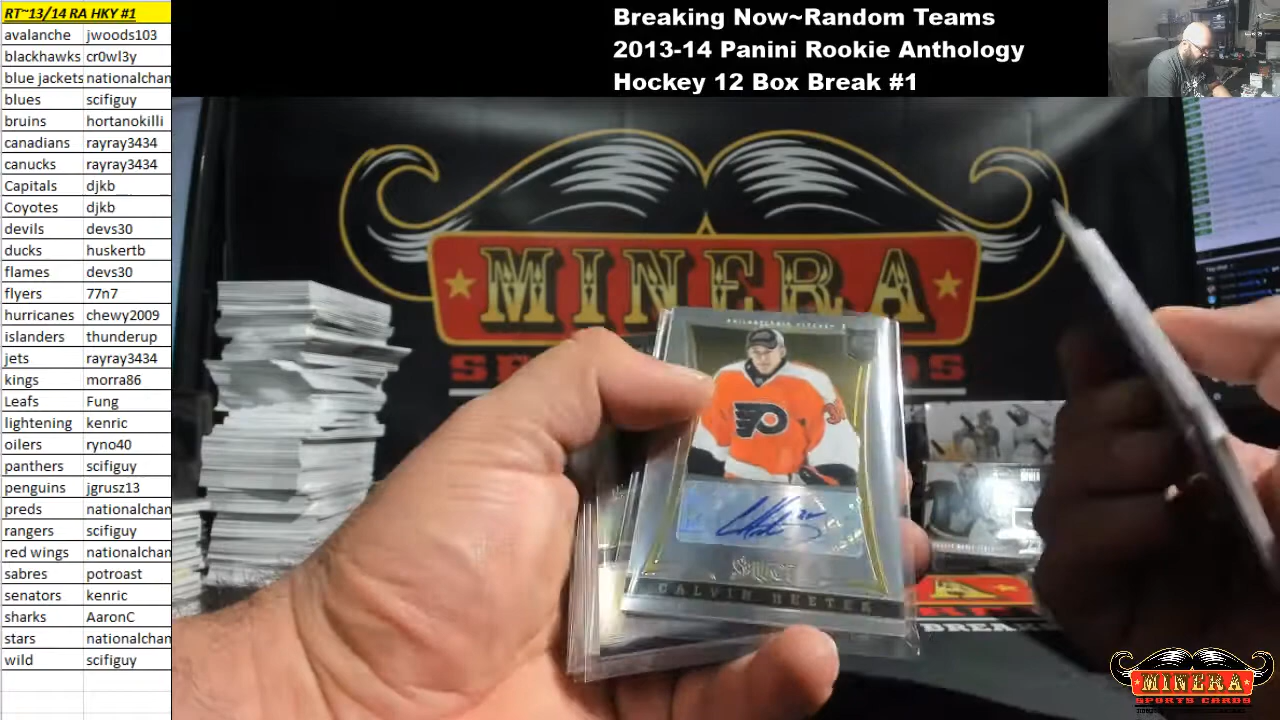 RT~13/14 RA HKY #1
avalanche jwoods103
blackhawks cr0wl3y
blue jackets nationalchan
blues scifiguy
bruins hortanokilli
canadians rayray3434
canucks rayray3434
Capitals djkb
Coyotes djkb
devils devs30
ducks huskertb
flames devs30
flyers 77n7
hurricanes chewy2009
islanders thunderup
jets rayray3434
kings morra86
Leafs Fung
lightening kenric
oilers ryno40
panthers scifiguy
penguins jgrusz13
preds nationalchan
rangers scifiguy
red wings nationalchan
sabres potroast
senators kenric
sharks AaronC
stars nationalchan
wild scifiguy
Breaking Now~Random Teams
2013-14 Panini Rookie Anthology
Hockey 12 Box Break #1
MINERA
PHILADELPHIA FLYERS
SELECT
CALVIN HEETER
MINERA
SPORTS CARDS